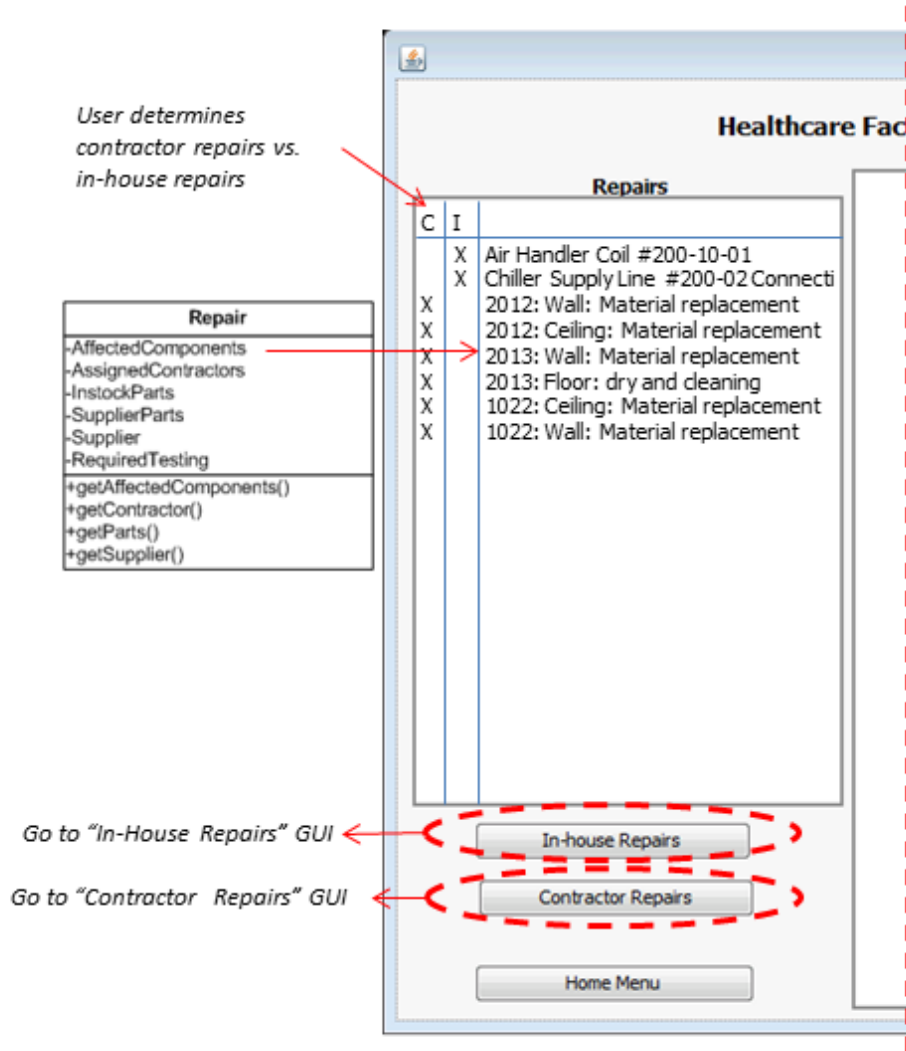 User determines
contractor repairs vs.
in-house repairs
Healthcare Fac
Repairs
C I
X Air Handler Coil #200-10-01
X Chiller Supply Line #200-02 Connecti
X 2012: Wall: Material replacement
X 2012: Ceiling: Material replacement
X 2013: Wall: Material replacement
X 2013: Floor: dry and cleaning
X 1022: Ceiling: Material replacement
X 1022: Wall: Material replacement
Repair
-AffectedComponents
-AssignedContractors
-InstockParts
-SupplierParts
-Supplier
-RequiredTesting
+getAffectedComponents()
+getContractor()
+getParts()
+getSupplier()
Go to “In-House Repairs” GUI
In-house Repairs
Go to “Contractor Repairs” GUI
Contractor Repairs
Home Menu